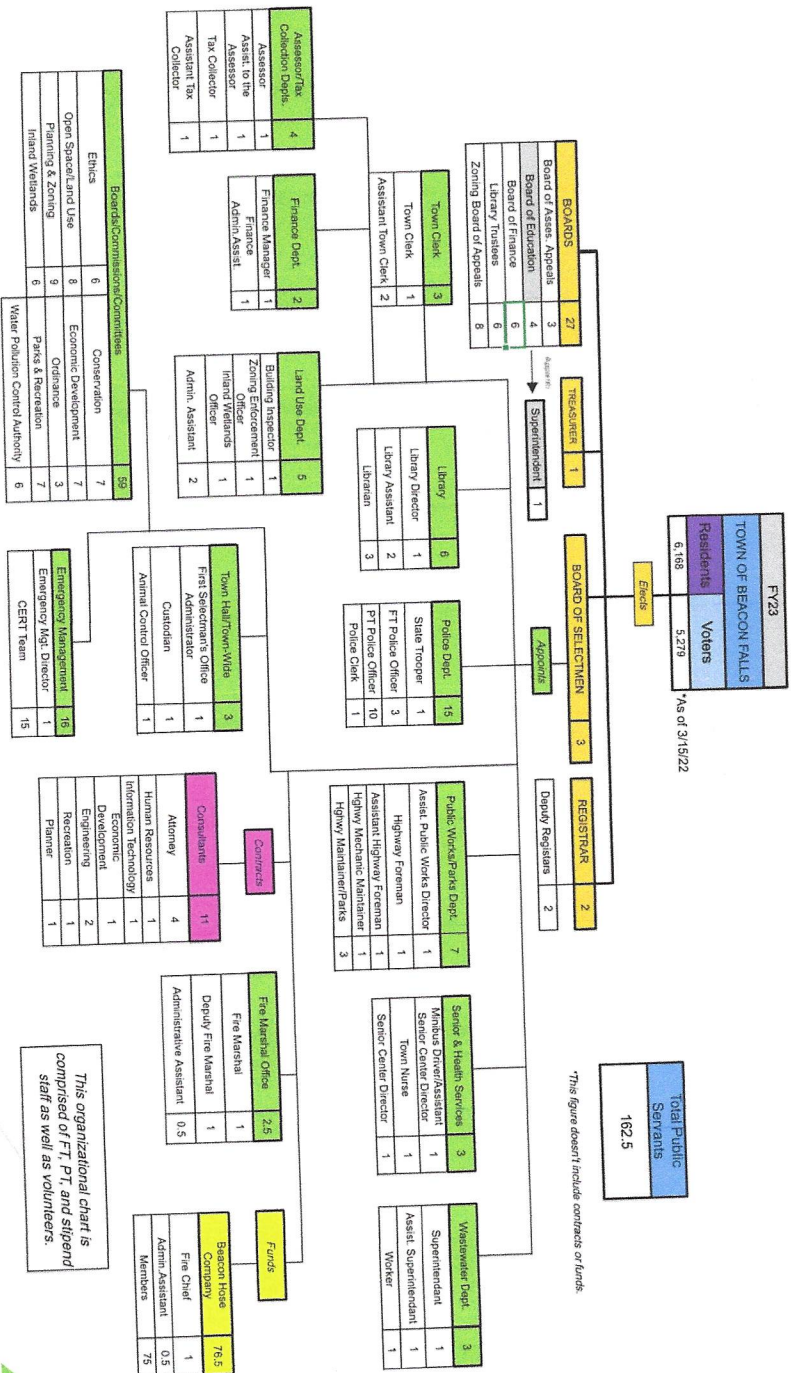 FY23
TOWN OF BEACON FALLS
Residents Voters
6,168 5,279 *As of 3/15/22
Total Public
Servants
162.5
*This figure doesn't include contracts or funds.
Elects
BOARDS 27
Board of Asses. Appeals 3
Board of Education 4
Board of Finance 6
Library Trustees 6
Zoning Board of Appeals 8
TREASURER 1
Appoints
Superintendent 1
BOARD OF SELECTMEN 3
REGISTRAR 2
Deputy Registars 2
Appoints
Town Clerk 3
Town Clerk 1
Assistant Town Clerk 2
Library 6
Library Director 1
Library Assistant 2
Librarian 3
Police Dept. 15
State Trooper 1
FT Police Officer 3
PT Police Officer 10
Police Clerk 1
Public Works/Parks Dept. 7
Assist. Public Works Director 1
Highway Foreman 1
Assistant Highway Foreman 1
Hghwy Mechanic Maintainer 1
Hghwy Maintainer/Parks 3
Senior & Health Services 3
Minibus Driver/Assistant
Senior Center Director 1
Town Nurse 1
Senior Center Director 1
Wastewater Dept. 3
Superintendant 1
Assist. Superintendant 1
Worker 1
Assessor/Tax
Collection Depts. 4
Assessor 1
Assist. to the
Assessor 1
Tax Collector 1
Assistant Tax
Collector 1
Finance Dept. 2
Finance Manager 1
Finance
Admin.Assist. 1
Land Use Dept. 5
Building Inspector 1
Zoning Enforcement
Officer 1
Inland Wetlands
Officer 1
Admin. Assistant 2
Town Hall/Town-Wide 3
First Selectman's Office
Administrator 1
Custodian 1
Animal Control Officer 1
Contracts
Consultants 11
Attorney 4
Human Resources 1
Information Technology 1
Economic
Development 1
Engineering 2
Recreation 1
Planner 1
Fire Marshal Office 2.5
Fire Marshal 1
Deputy Fire Marshal 1
Administrative Assistant 0.5
Funds
Beacon Hose
Company 76.5
Fire Chief 1
Admin.Assistant 0.5
Members 75
Boards/Commissions/Committees 59
Ethics 6 Conservation 7
Open Space/Land Use 8 Economic Development 7
Planning & Zoning 9 Ordinance 3
Inland Wetlands 6 Parks & Recreation 7
Water Pollution Control Authority 6
Emergency Management 16
Emergency Mgt. Director 1
CERT Team 15
This organizational chart is
comprised of FT, PT, and stipend
staff as well as volunteers.